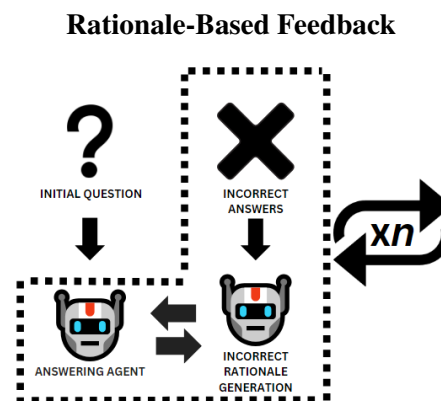 Rationale-Based Feedback
?
INITIAL QUESTION
INCORRECT
ANSWERS
xn
ANSWERING AGENT
INCORRECT
RATIONALE
GENERATION